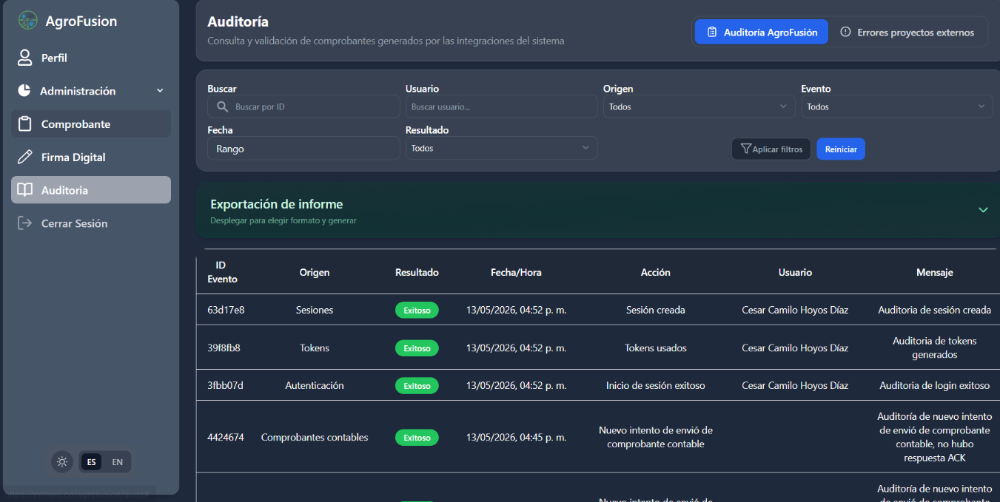 AgroFusion
Perfil
Administración
Comprobante
Firma Digital
Auditoria
Cerrar Sesión
ES EN
Auditoría
Consulta y validación de comprobantes generados por las integraciones del sistema
Auditoría AgroFusión
Errores proyectos externos
Buscar Usuario Origen Evento
Buscar por ID Buscar usuario... Todos Todos
Fecha Resultado
Rango Todos Aplicar filtros Reiniciar
Exportación de informe
Desplegar para elegir formato y generar
ID
Evento Origen Resultado Fecha/Hora Acción Usuario Mensaje
63d17e8 Sesiones Exitoso 13/05/2026, 04:52 p. m. Sesión creada Cesar Camilo Hoyos Díaz Auditoria de sesión creada
39f8fb8 Tokens Exitoso 13/05/2026, 04:52 p. m. Tokens usados Cesar Camilo Hoyos Díaz Auditoria de tokens
generados
3fbb07d Autenticación Exitoso 13/05/2026, 04:52 p. m. Inicio de sesión exitoso Cesar Camilo Hoyos Díaz Auditoria de login exitoso
4424674 Comprobantes contables Exitoso 13/05/2026, 04:45 p. m. Nuevo intento de envió de
comprobante contable
Auditoría de nuevo intento
de envió de comprobante
contable, no hubo
respuesta ACK
Auditoría de nuevo intento
Nuevo intento de envió de
de envió de comprobante